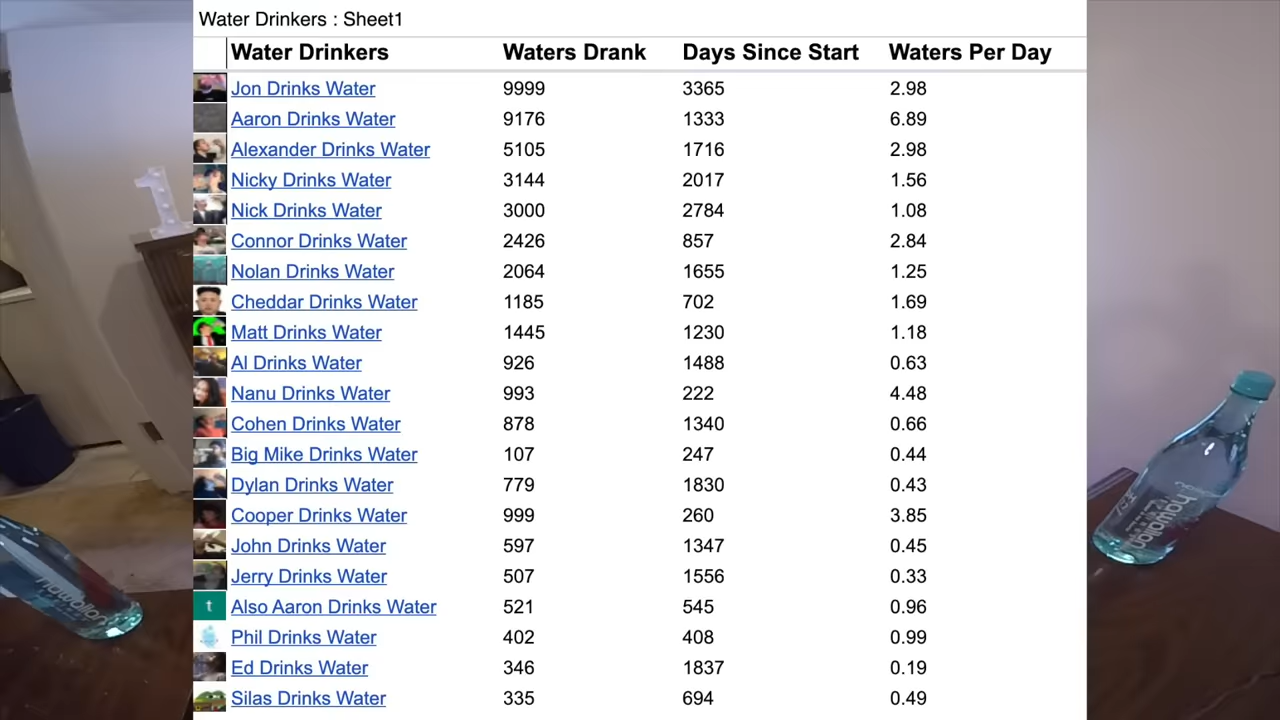 Water Drinkers : Sheet1
Water Drinkers Waters Drank Days Since Start Waters Per Day
Jon Drinks Water 9999 3365 2.98
Aaron Drinks Water 9176 1333 6.89
Alexander Drinks Water 5105 1716 2.98
Nicky Drinks Water 3144 2017 1.56
Nick Drinks Water 3000 2784 1.08
Connor Drinks Water 2426 857 2.84
Nolan Drinks Water 2064 1655 1.25
Cheddar Drinks Water 1185 702 1.69
Matt Drinks Water 1445 1230 1.18
Al Drinks Water 926 1488 0.63
Nanu Drinks Water 993 222 4.48
Cohen Drinks Water 878 1340 0.66
Big Mike Drinks Water 107 247 0.44
Dylan Drinks Water 779 1830 0.43
Cooper Drinks Water 999 260 3.85
John Drinks Water 597 1347 0.45
Jerry Drinks Water 507 1556 0.33
t Also Aaron Drinks Water 521 545 0.96
Phil Drinks Water 402 408 0.99
Ed Drinks Water 346 1837 0.19
Silas Drinks Water 335 694 0.49
1
hawaiian
hawaiian